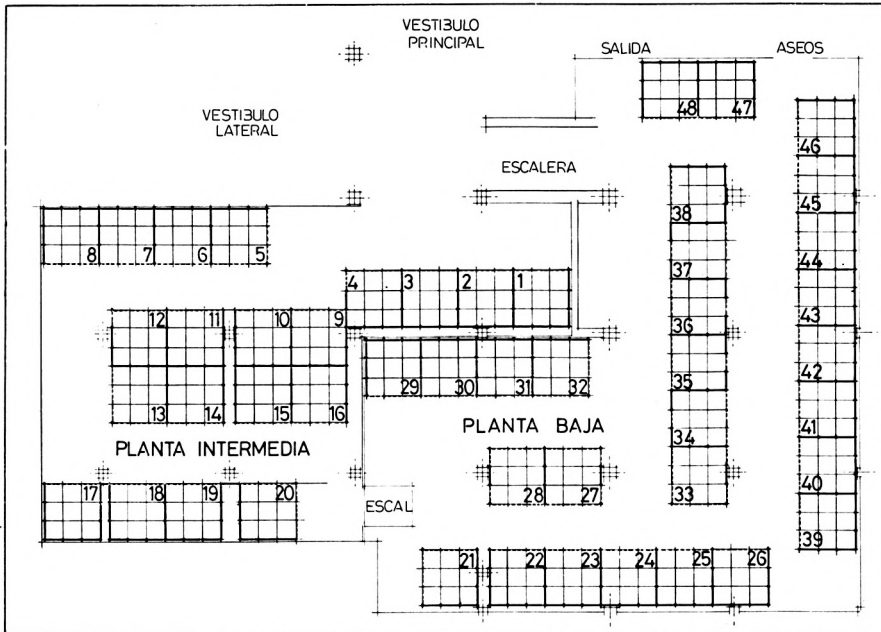 VESTIBULO
PRINCIPAL
SALIDA
ASEOS
48 47
VESTIBULO
LATERAL
46
ESCALERA
45
38
8 7 6 5
44
37
4 3 2 1
43
12 11 10 9
36
42
29 30 31 32
35
13 14 15 16
41
PLANTA INTERMEDIA
PLANTA BAJA
34
40
17 18 19 20
28 27
33
ESCAL
39
21 22 23 24 25 26